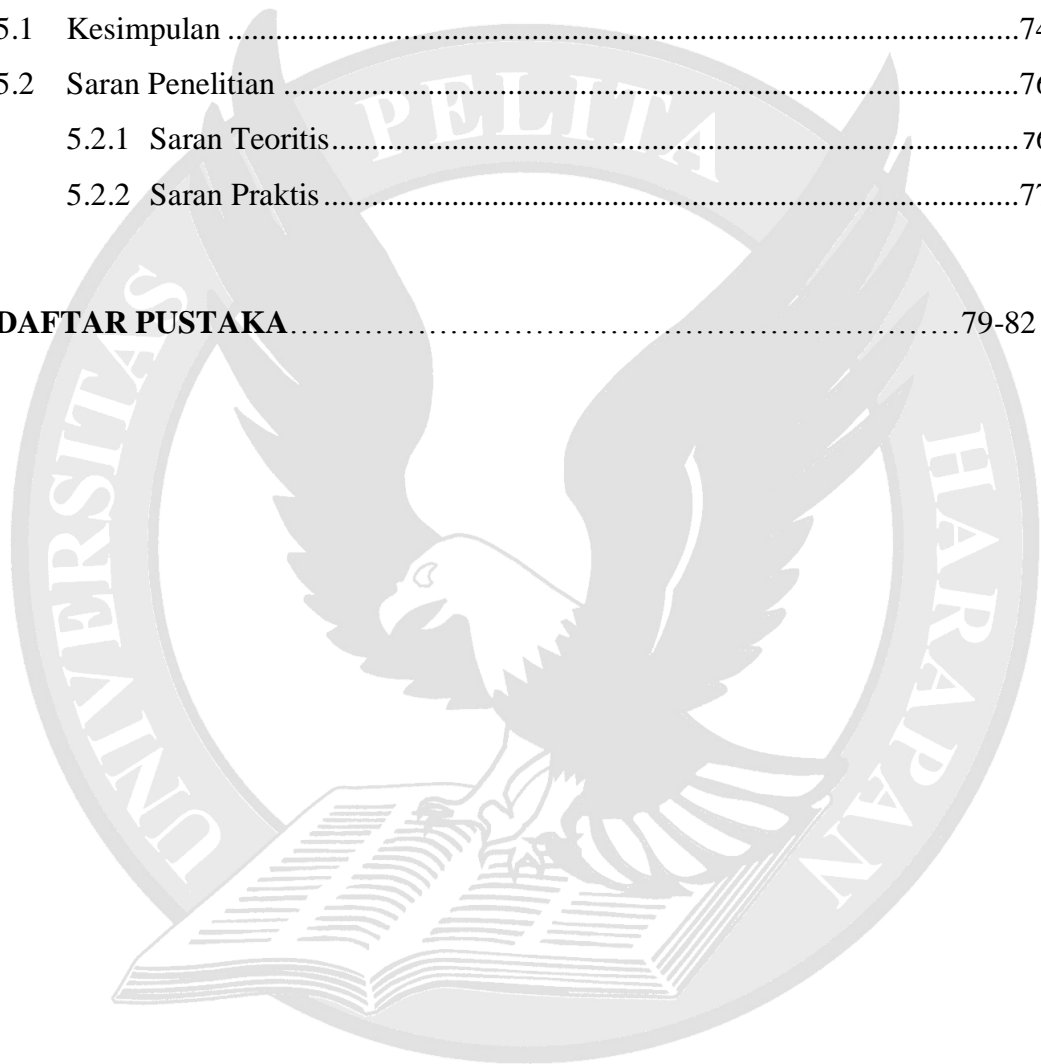 5.1 Kesimpulan ....................................................................................................74
5.2 Saran Penelitian .............................................................................................76
5.2.1 Saran Teoritis.......................................................................................76
5.2.2 Saran Praktis........................................................................................77
DAFTAR PUSTAKA……………………………………………………………79-82
UNIVERSITAS PELITA HARAPAN